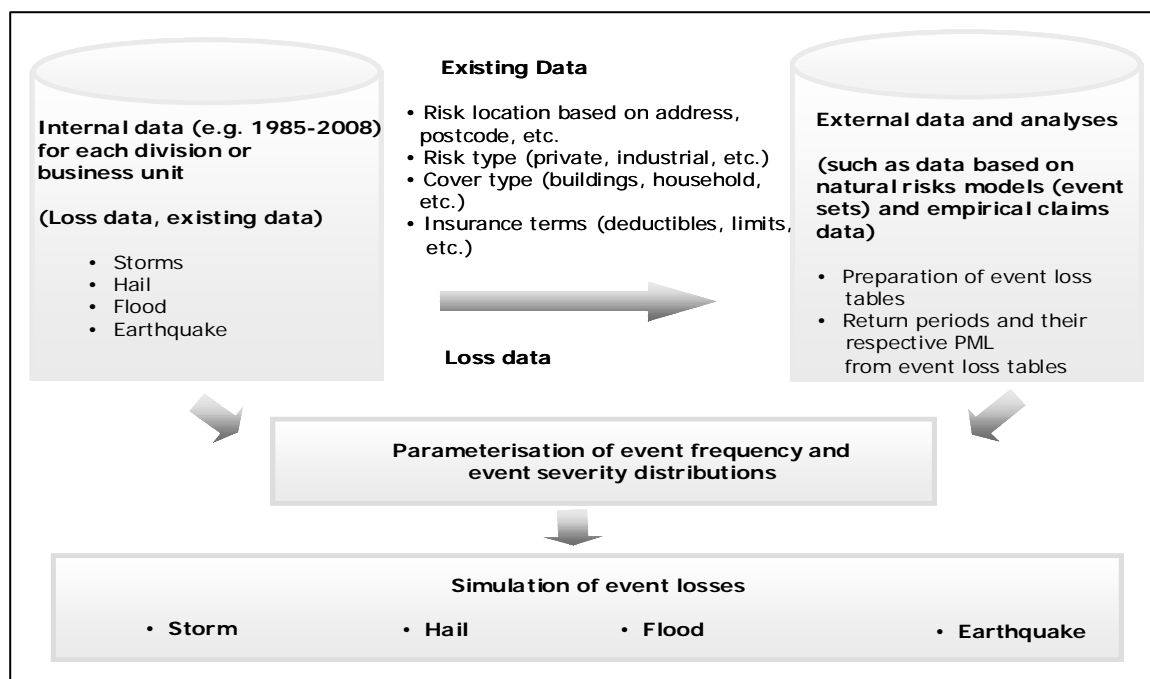 Internal data (e.g. 1985-2008)
for each division or
business unit
(Loss data, existing data)
• Storms
• Hail
• Flood
• Earthquake
Existing Data
• Risk location based on address,
postcode, etc.
• Risk type (private, industrial, etc.)
• Cover type (buildings, household,
etc.)
• Insurance terms (deductibles, limits,
etc.)
Loss data
External data and analyses
(such as data based on
natural risks models (event
sets) and empirical claims
data)
• Preparation of event loss
tables
• Return periods and their
respective PML
from event loss tables
Parameterisation of event frequency and
event severity distributions
Simulation of event losses
• Storm • Hail • Flood • Earthquake